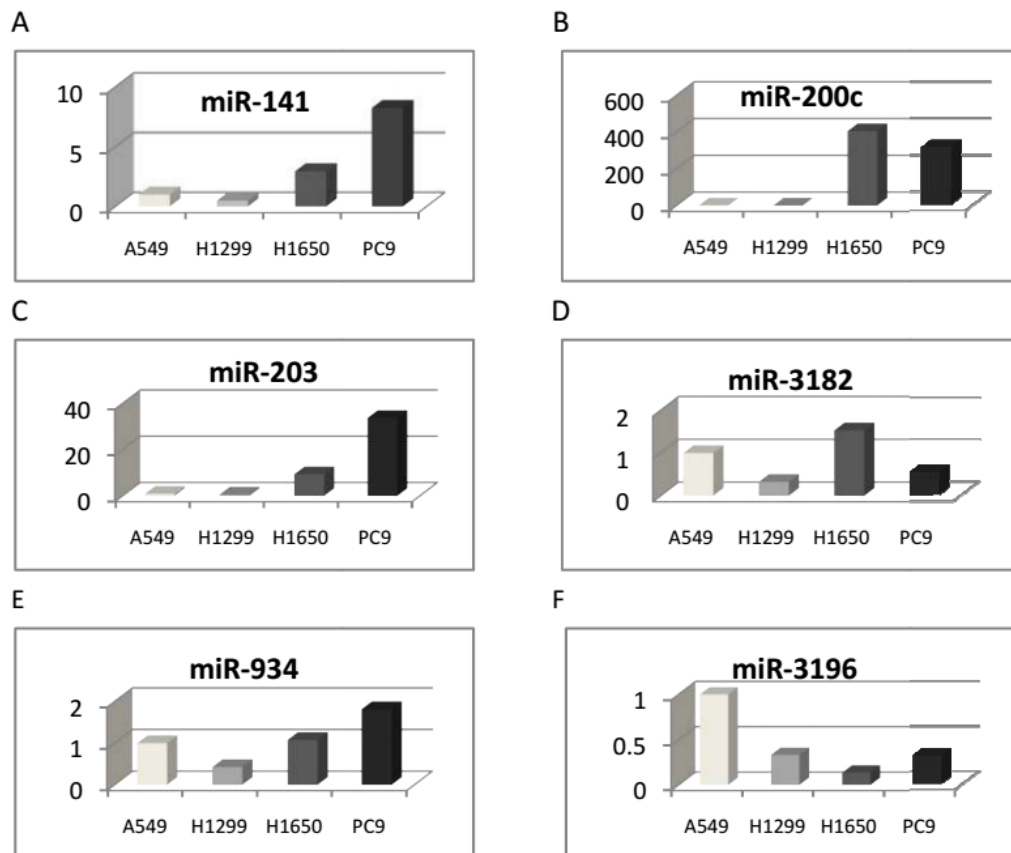 A
miR-141
10
5
0
A549 H1299 H1650 PC9
B
miR-200c
600
400
200
0
A549 H1299 H1650 PC9
C
miR-203
40
20
0
A549 H1299 H1650 PC9
D
miR-3182
2
1
0
A549 H1299 H1650 PC9
E
miR-934
2
1
0
A549 H1299 H1650 PC9
F
miR-3196
1
0.5
0
A549 H1299 H1650 PC9